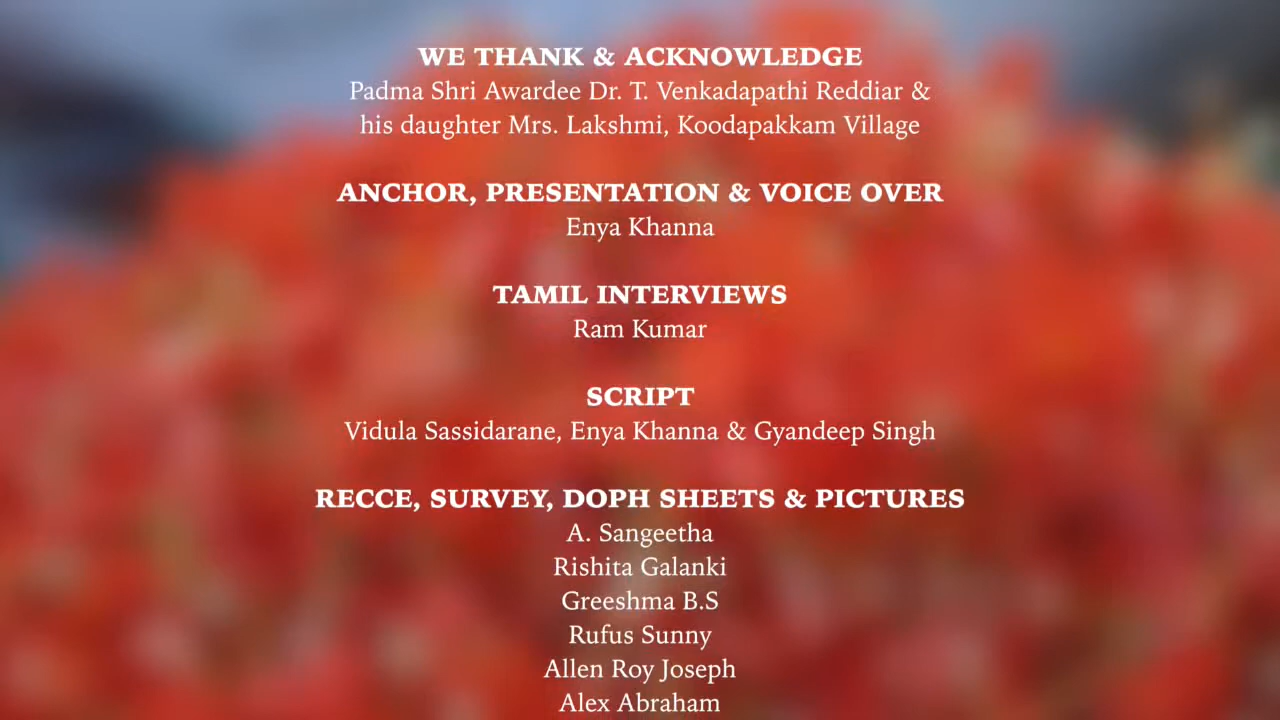 WE THANK & ACKNOWLEDGE
Padma Shri Awardee Dr. T. Venkadapathi Reddiar &
his daughter Mrs. Lakshmi, Koodapakkam Village
ANCHOR, PRESENTATION & VOICE OVER
Enya Khanna
TAMIL INTERVIEWS
Ram Kumar
SCRIPT
Vidula Sassidarane, Enya Khanna & Gyandeep Singh
RECCE, SURVEY, DOPH SHEETS & PICTURES
A. Sangeetha
Rishita Galanki
Greeshma B.S
Rufus Sunny
Allen Roy Joseph
Alex Abraham